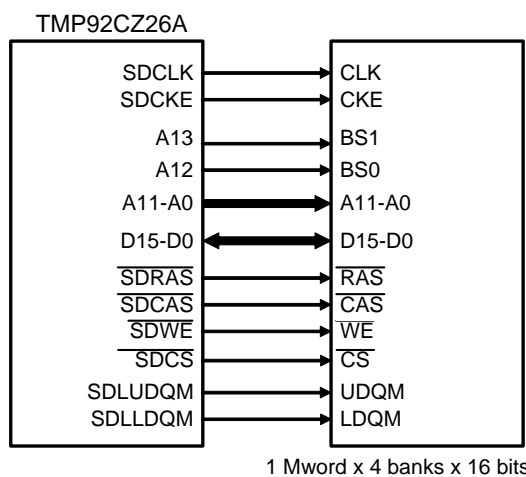 TMP92CZ26A
SDCLK CLK
SDCKE CKE
A13 BS1
A12 BS0
A11-A0 A11-A0
D15-D0 D15-D0
SDRAS RAS
SDCAS CAS
SDWE WE
SDCS CS
SDLUDQM UDQM
SDLLDQM LDQM
1 Mword x 4 banks x 16 bits